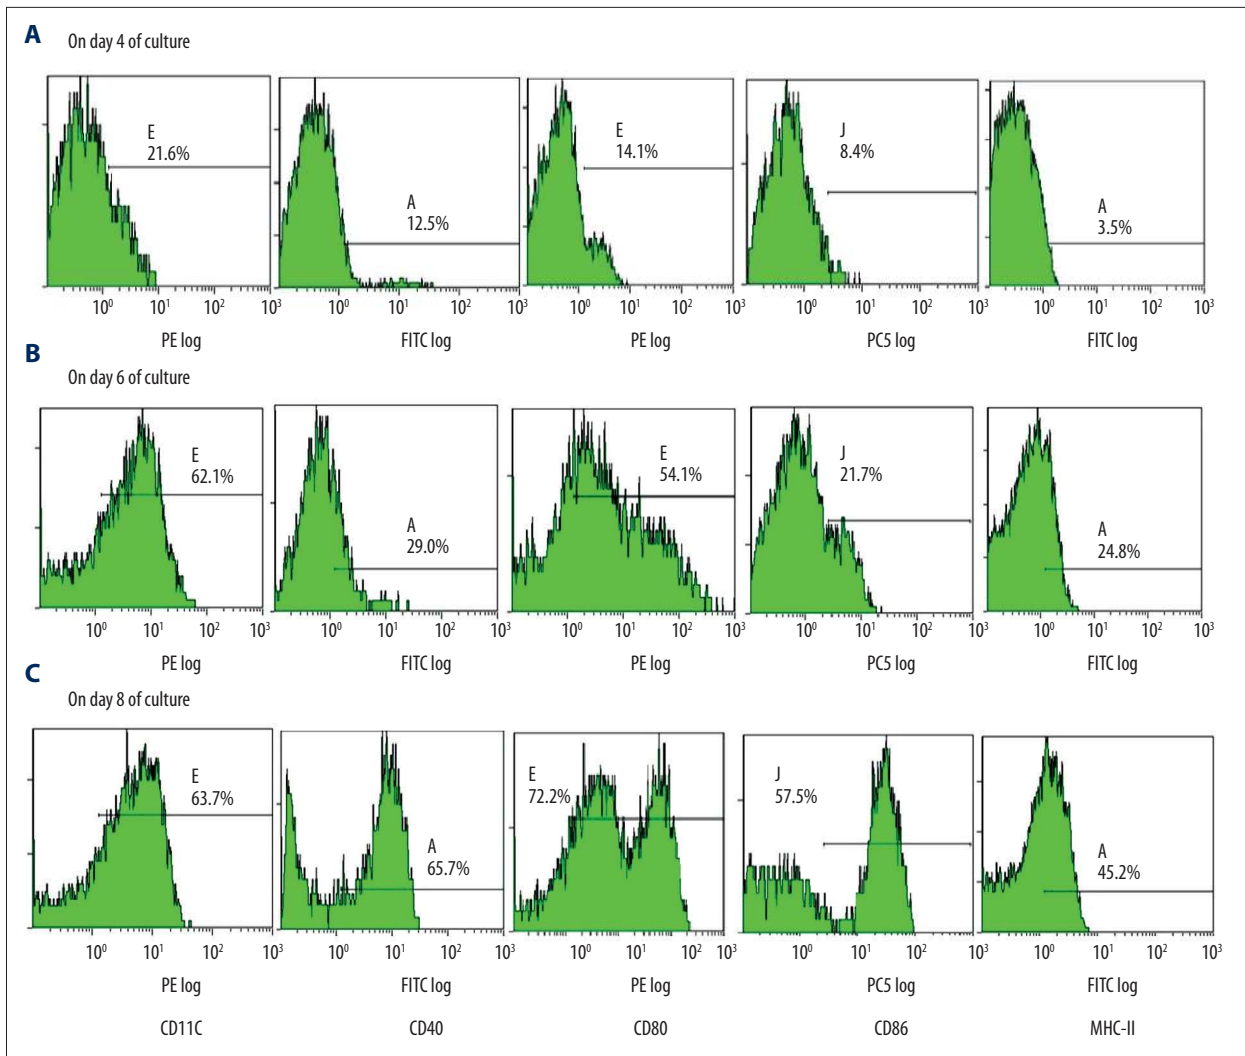 A
On day 4 of culture
E
21.6%
A
12.5%
E
14.1%
J
8.4%
A
3.5%
10⁰ 10¹ 10² 10³ 10⁰ 10¹ 10² 10³ 10⁰ 10¹ 10² 10³ 10⁰ 10¹ 10² 10³ 10⁰ 10¹ 10² 10³
PE log FITC log PE log PC5 log FITC log
B
On day 6 of culture
E
62.1%
A
29.0%
E
54.1%
J
21.7%
A
24.8%
10⁰ 10¹ 10² 10³ 10⁰ 10¹ 10² 10³ 10⁰ 10¹ 10² 10³ 10⁰ 10¹ 10² 10³ 10⁰ 10¹ 10² 10³
PE log FITC log PE log PC5 log FITC log
C
On day 8 of culture
E
63.7%
A
65.7%
E
72.2%
J
57.5%
A
45.2%
10⁰ 10¹ 10² 10³ 10⁰ 10¹ 10² 10³ 10⁰ 10¹ 10² 10³ 10⁰ 10¹ 10² 10³ 10⁰ 10¹ 10² 10³
PE log FITC log PE log PC5 log FITC log
CD11C CD40 CD80 CD86 MHC-II